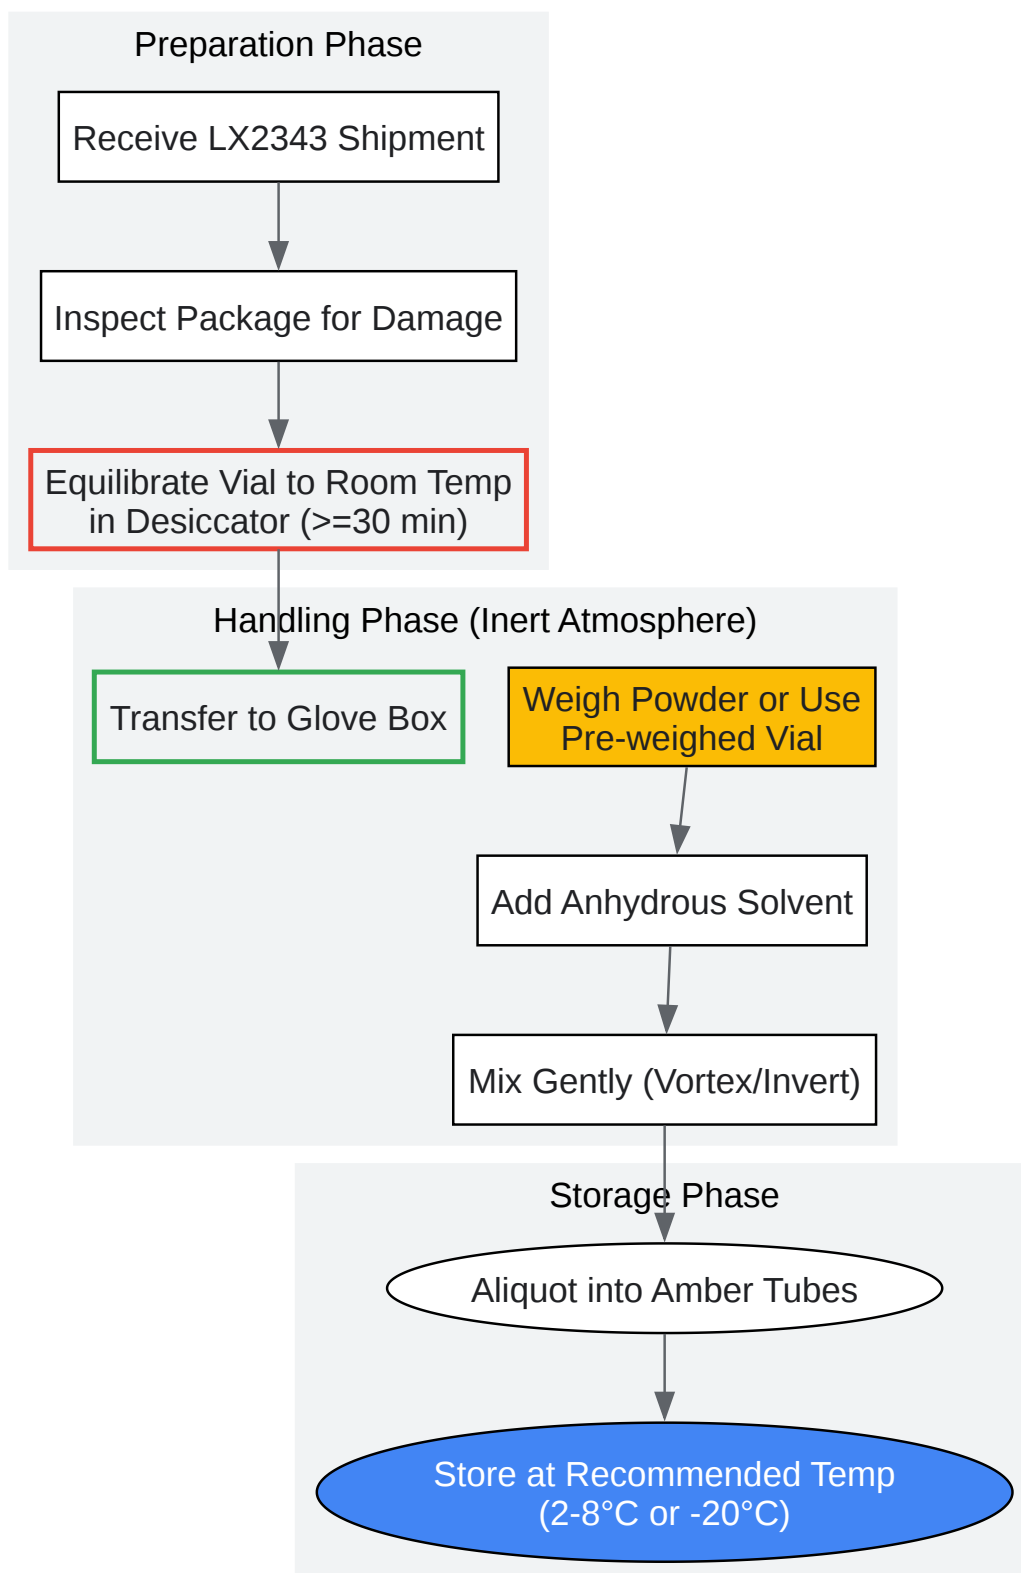 Preparation Phase
Receive LX2343 Shipment
Inspect Package for Damage
Equilibrate Vial to Room Temp
in Desiccator (>=30 min)
Handling Phase (Inert Atmosphere)
Transfer to Glove Box
Weigh Powder or Use
Pre-weighed Vial
Add Anhydrous Solvent
Mix Gently (Vortex/Invert)
Storage Phase
Aliquot into Amber Tubes
Store at Recommended Temp
(2-8°C or -20°C)